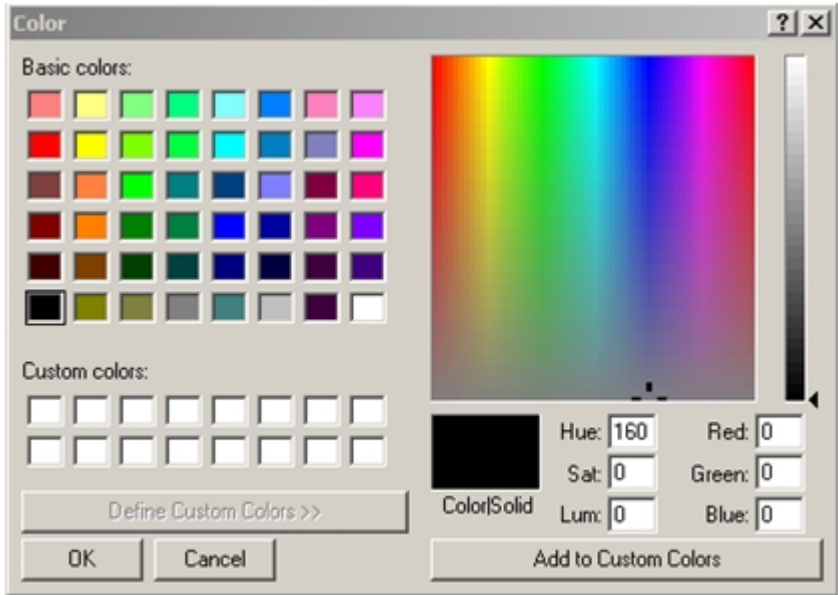 Color
Basic colors:
Custom colors:
Define Custom Colors >>
OK
Cancel
Color|Solid
Hue: 160
Sat: 0
Lum: 0
Red: 0
Green: 0
Blue: 0
Add to Custom Colors